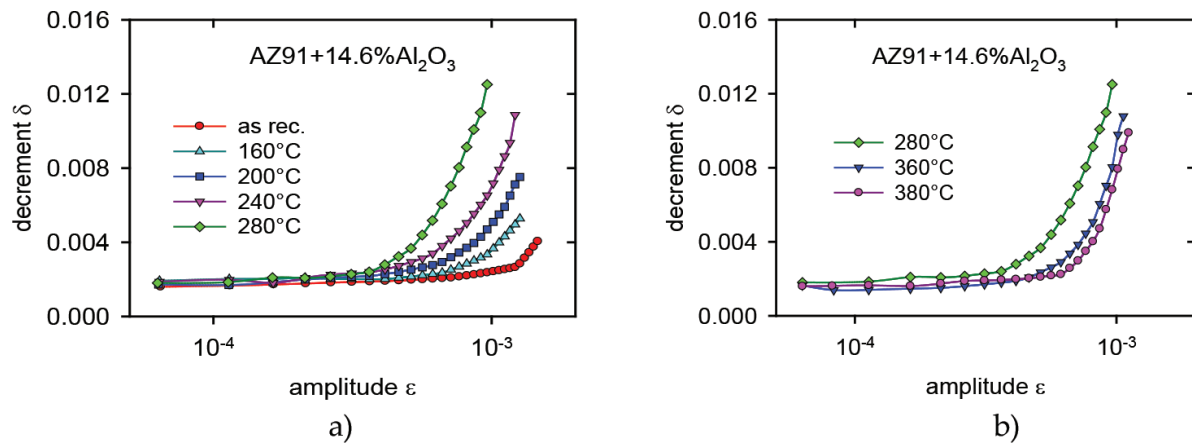 0.016
0.012
0.008
0.004
0.000
decrement δ
AZ91+14.6%Al₂O₃
as rec.
160°C
200°C
240°C
280°C
10⁻⁴
10⁻³
amplitude ε
a)
0.016
0.012
0.008
0.004
0.000
decrement δ
AZ91+14.6%Al₂O₃
280°C
360°C
380°C
10⁻⁴
10⁻³
amplitude ε
b)